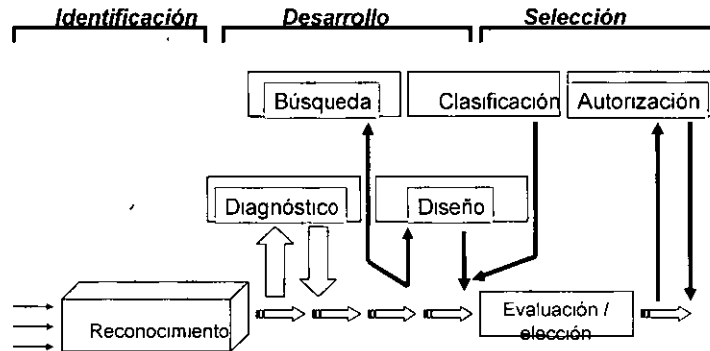 Identificación Desarrollo Selección
Búsqueda Clasificación Autorización
Diagnóstico Diseño
Reconocimiento
Evaluación /
elección